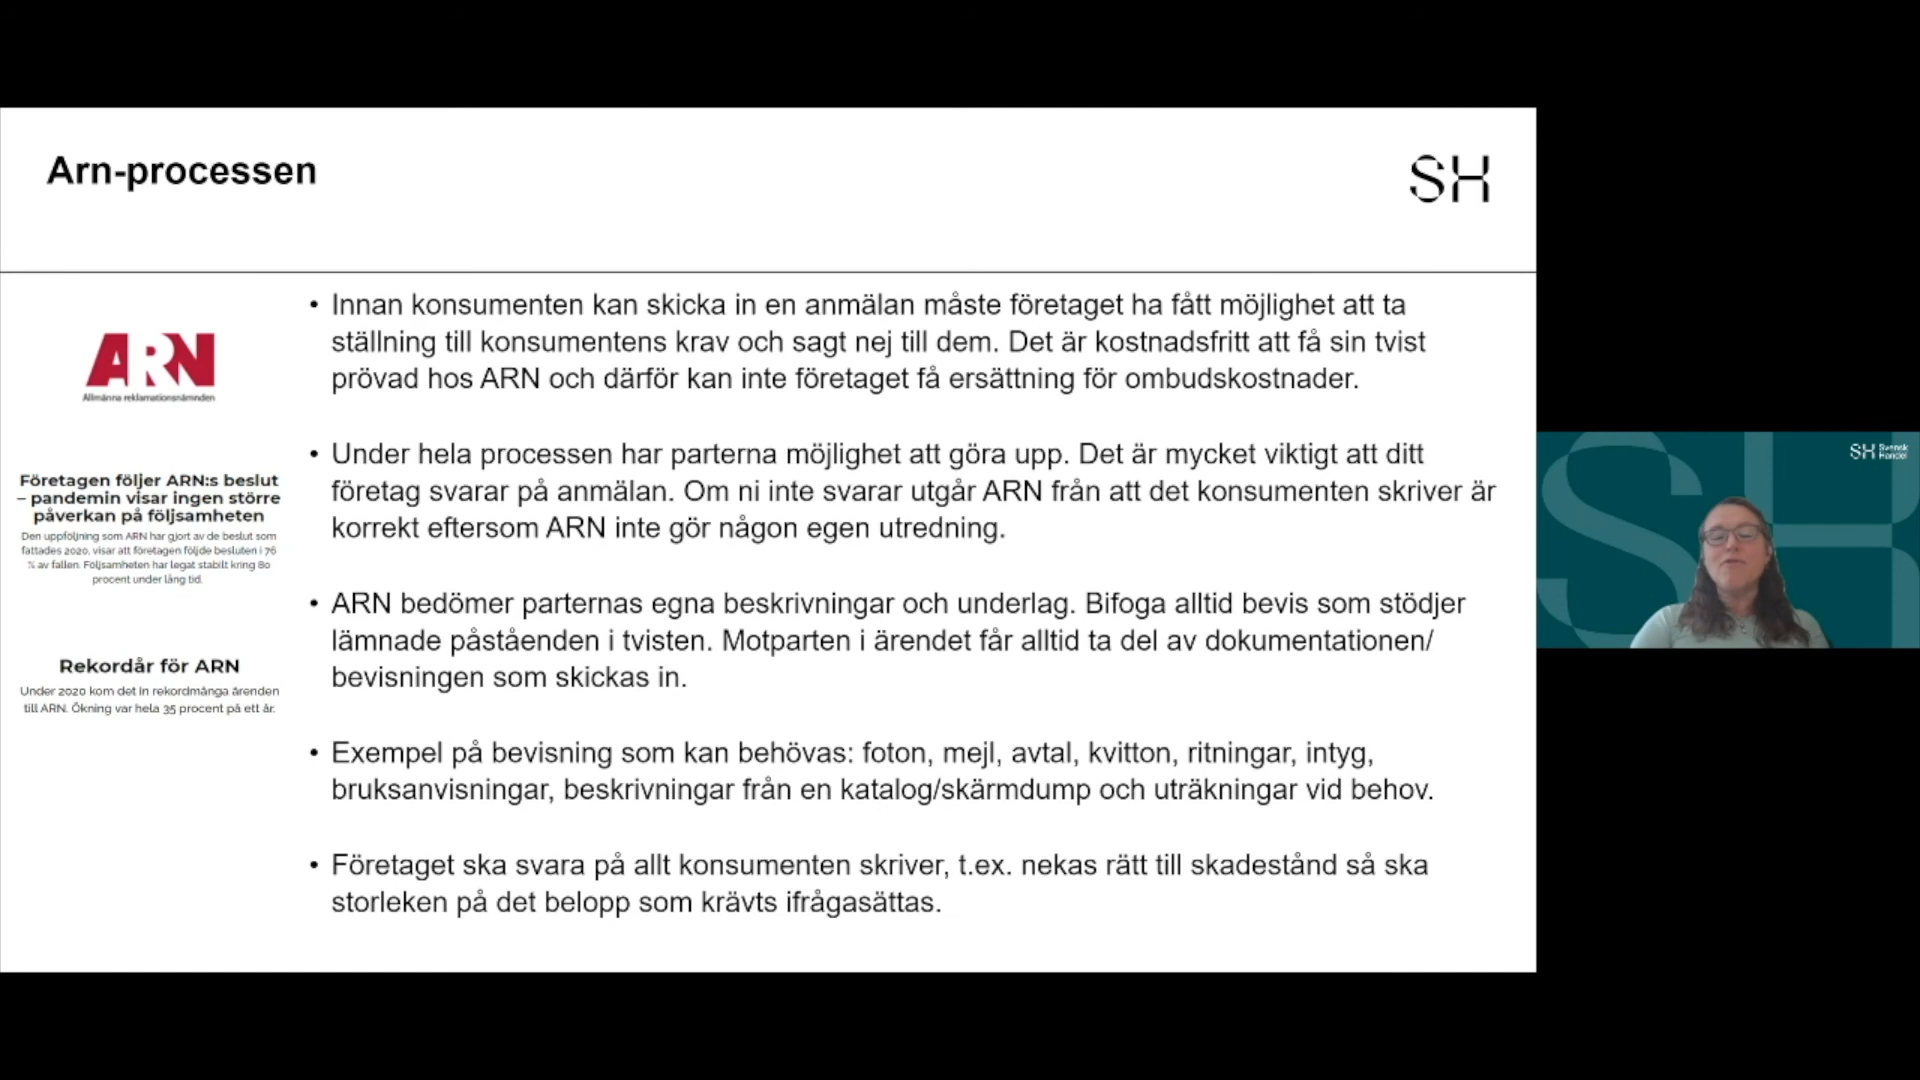 Arn-processen
SH
ARN
Allmänna reklamationsnämnden
Företagen följer ARN:s beslut
– pandemin visar ingen större
påverkan på följsamheten
Den uppföljning som ARN har gjort av de beslut som
fattades 2020, visar att företagen följde besluten i 76
% av fallen. Följsamheten har legat stabilt kring 80
procent under lång tid.
Rekordår för ARN
Under 2020 kom det in rekordmånga ärenden
till ARN. Ökning var hela 35 procent på ett år.
• Innan konsumenten kan skicka in en anmälan måste företaget ha fått möjlighet att ta
ställning till konsumentens krav och sagt nej till dem. Det är kostnadsfritt att få sin tvist
prövad hos ARN och därför kan inte företaget få ersättning för ombudskostnader.
• Under hela processen har parterna möjlighet att göra upp. Det är mycket viktigt att ditt
företag svarar på anmälan. Om ni inte svarar utgår ARN från att det konsumenten skriver är
korrekt eftersom ARN inte gör någon egen utredning.
• ARN bedömer parternas egna beskrivningar och underlag. Bifoga alltid bevis som stödjer
lämnade påståenden i tvisten. Motparten i ärendet får alltid ta del av dokumentationen/
bevisningen som skickas in.
• Exempel på bevisning som kan behövas: foton, mejl, avtal, kvitton, ritningar, intyg,
bruksanvisningar, beskrivningar från en katalog/skärmdump och uträkningar vid behov.
• Företaget ska svara på allt konsumenten skriver, t.ex. nekas rätt till skadestånd så ska
storleken på det belopp som krävts ifrågasättas.
SH Svensk
Handel